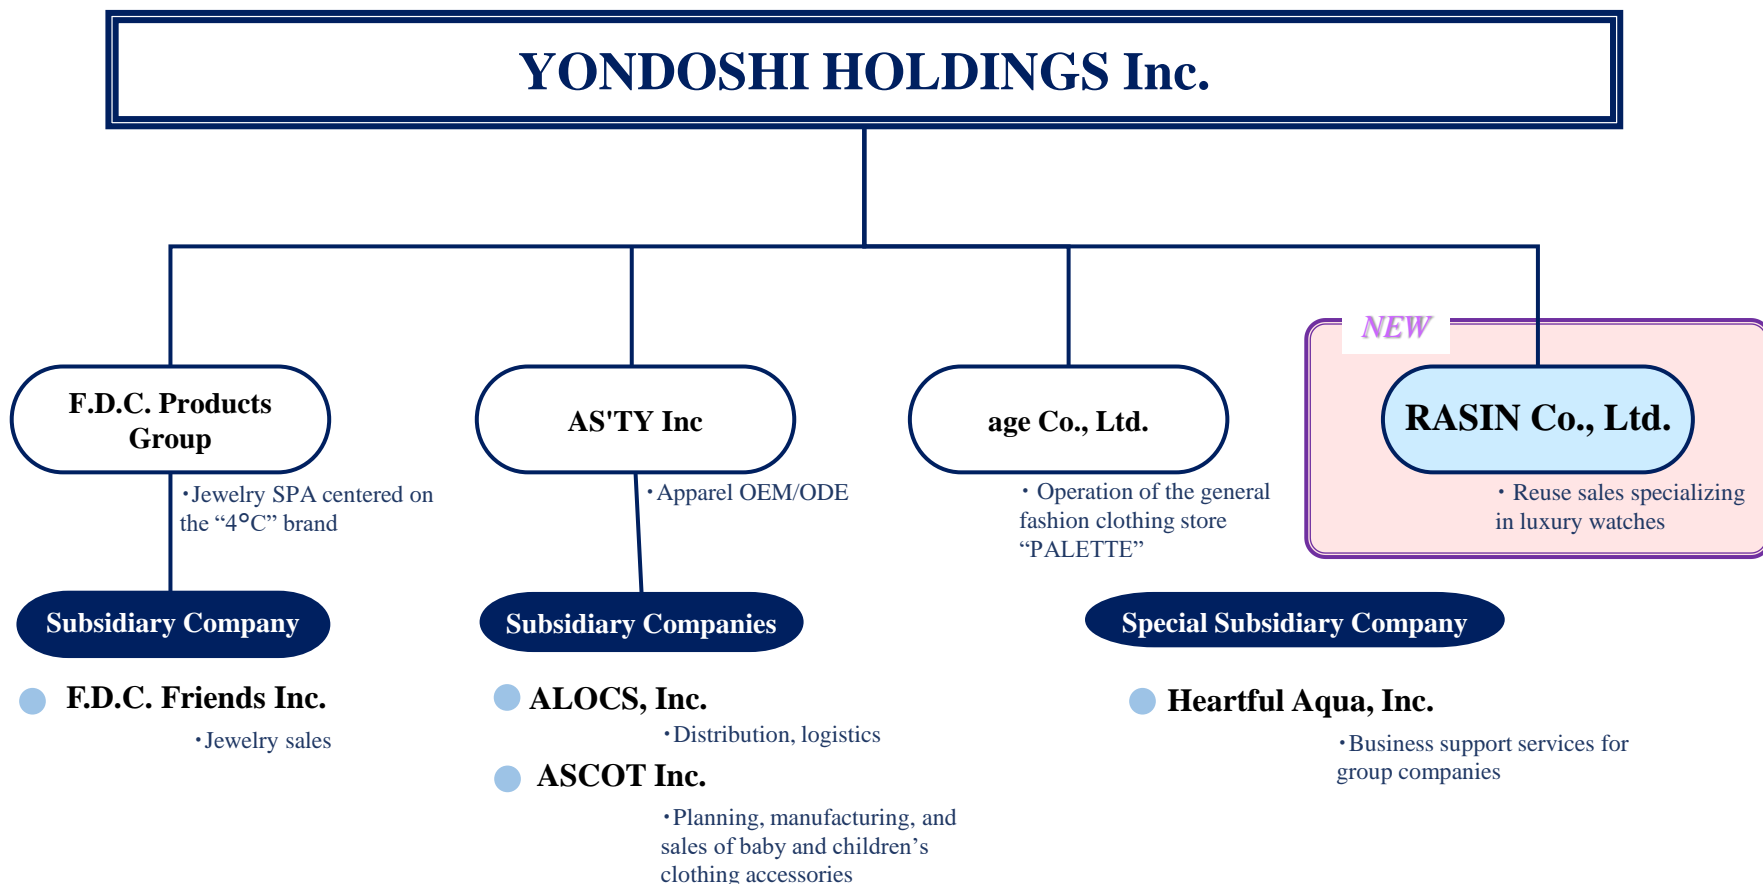 YONDOSHI HOLDINGS Inc.
NEW
F.D.C. Products
Group
・Jewelry SPA centered on
the “4°C” brand
AS'TY Inc
・Apparel OEM/ODE
age Co., Ltd.
・ Operation of the general
fashion clothing store
“PALETTE”
RASIN Co., Ltd.
・ Reuse sales specializing
in luxury watches
Subsidiary Company
F.D.C. Friends Inc.
・Jewelry sales
Subsidiary Companies
ALOCS, Inc.
・Distribution, logistics
ASCOT Inc.
・Planning, manufacturing, and
sales of baby and children’s
clothing accessories
Special Subsidiary Company
Heartful Aqua, Inc.
・Business support services for
group companies